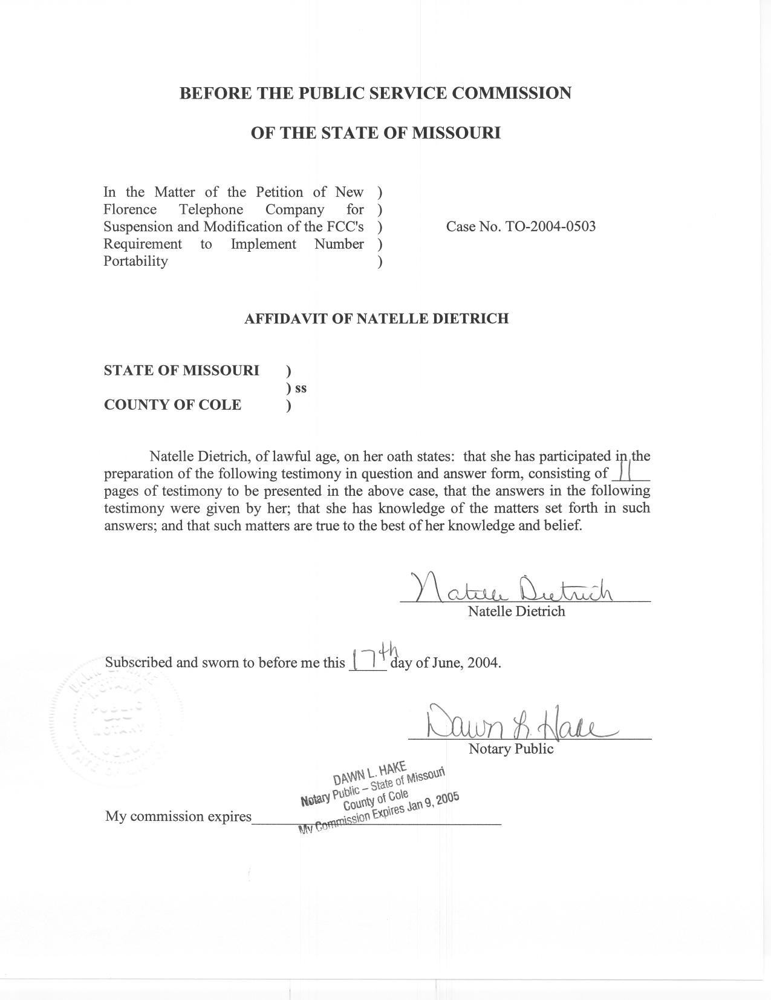 BEFORE THE PUBLIC SERVICE COMMISSION
OF THE STATE OF MISSOURI
In the Matter of the Petition of New )
Florence Telephone Company for )
Suspension and Modification of the FCC's ) Case No. TO-2004-0503
Requirement to Implement Number )
Portability )
AFFIDAVIT OF NATELLE DIETRICH
STATE OF MISSOURI )
) ss
COUNTY OF COLE )
Natelle Dietrich, of lawful age, on her oath states: that she has participated in the
preparation of the following testimony in question and answer form, consisting of 11
pages of testimony to be presented in the above case, that the answers in the following
testimony were given by her; that she has knowledge of the matters set forth in such
answers; and that such matters are true to the best of her knowledge and belief.
Natelle Dietrich
Natelle Dietrich
Subscribed and sworn to before me this 17th day of June, 2004.
DAWN L. HAKE
NOTARY
PUBLIC
NOTARY
SEAL
STATE OF
Dawn L. Hake
Notary Public
DAWN L. HAKE
Notary Public – State of Missouri
County of Cole
My Commission Expires Jan 9, 2005
My commission expires